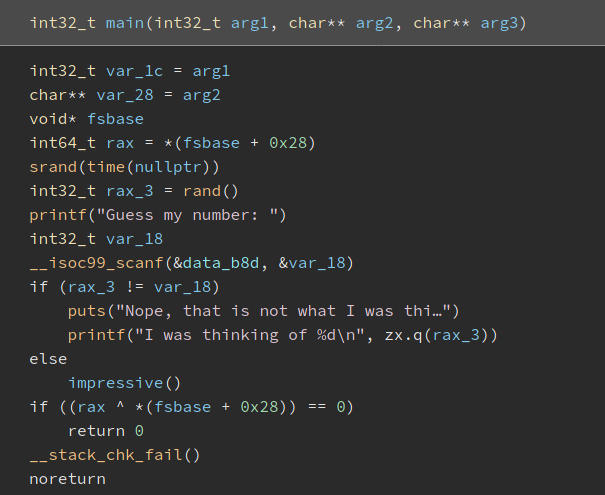 int32_t main(int32_t arg1, char** arg2, char** arg3)
int32_t var_1c = arg1
char** var_28 = arg2
void* fsbase
int64_t rax = *(fsbase + 0x28)
srand(time(nullptr))
int32_t rax_3 = rand()
printf("Guess my number: ")
int32_t var_18
__isoc99_scanf(&data_b8d, &var_18)
if (rax_3 != var_18)
    puts("Nope, that is not what I was thi…")
    printf("I was thinking of %d\n", zx.q(rax_3))
else
    impressive()
if ((rax ^ *(fsbase + 0x28)) == 0)
    return 0
__stack_chk_fail()
noreturn